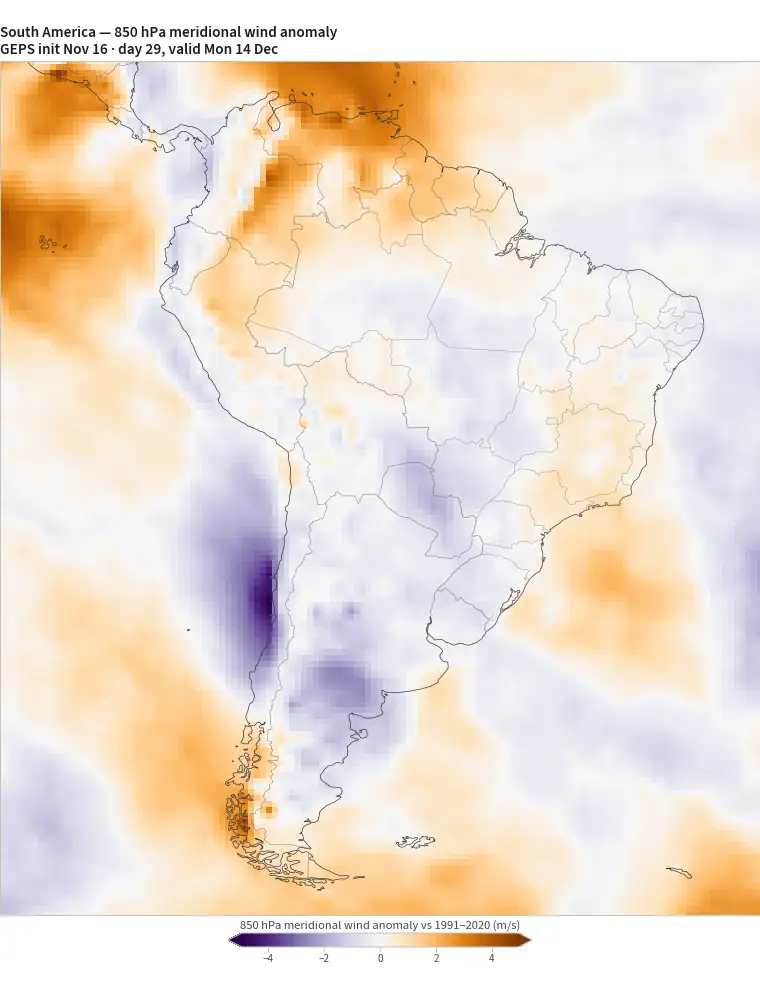 South America — 850 hPa meridional wind anomaly
GEPS init Nov 16 · day 29, valid Mon 14 Dec
850 hPa meridional wind anomaly vs 1991–2020 (m/s)
−4 −2 0 2 4